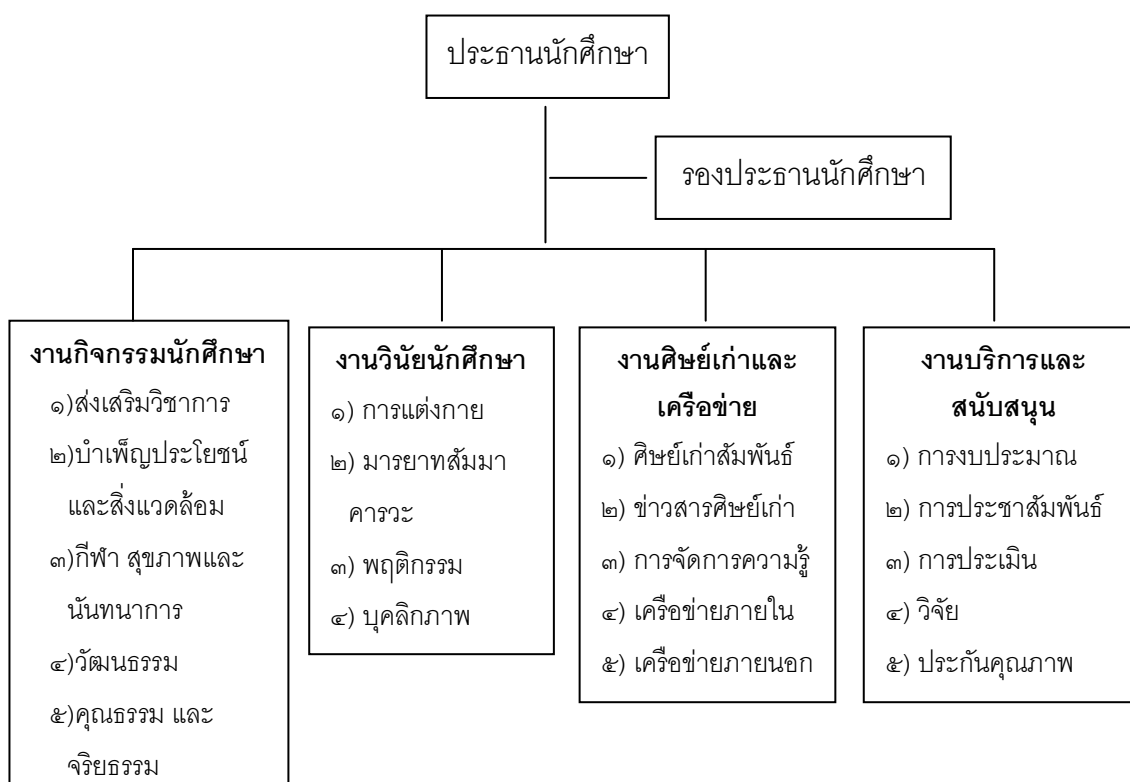 ประธานนักศึกษา
รองประธานนักศึกษา
งานกิจกรรมนักศึกษา
๑)ส่งเสริมวิชาการ
๒)บำเพ็ญประโยชน์
และสิ่งแวดล้อม
๓)กีฬา สุขภาพและ
นันทนาการ
๔)วัฒนธรรม
๕)คุณธรรม และ
จริยธรรม
งานวินัยนักศึกษา
๑) การแต่งกาย
๒) มารยาทสัมมา
คารวะ
๓) พฤติกรรม
๔) บุคลิกภาพ
งานศิษย์เก่าและ
เครือข่าย
๑) ศิษย์เก่าสัมพันธ์
๒) ข่าวสารศิษย์เก่า
๓) การจัดการความรู้
๔) เครือข่ายภายใน
๕) เครือข่ายภายนอก
งานบริการและ
สนับสนุน
๑) การงบประมาณ
๒) การประชาสัมพันธ์
๓) การประเมิน
๔) วิจัย
๕) ประกันคุณภาพ